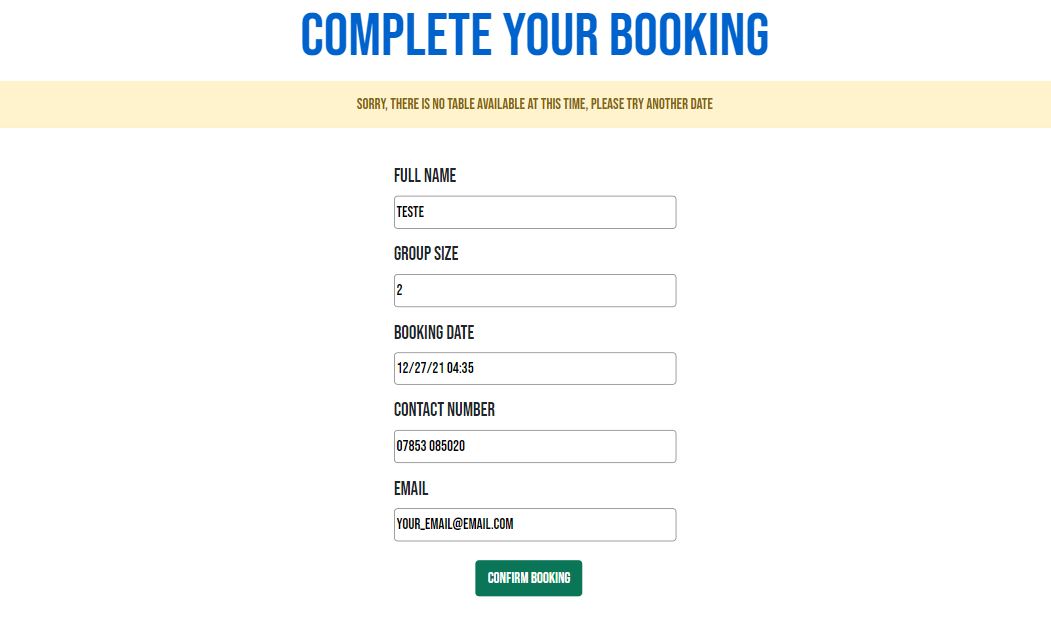 COMPLETE YOUR BOOKING
SORRY, THERE IS NO TABLE AVAILABLE AT THIS TIME, PLEASE TRY ANOTHER DATE
FULL NAME
TESTE
GROUP SIZE
2
BOOKING DATE
12/27/21 04:35
CONTACT NUMBER
07853 085020
EMAIL
YOUR_EMAIL@EMAIL.COM
CONFIRM BOOKING